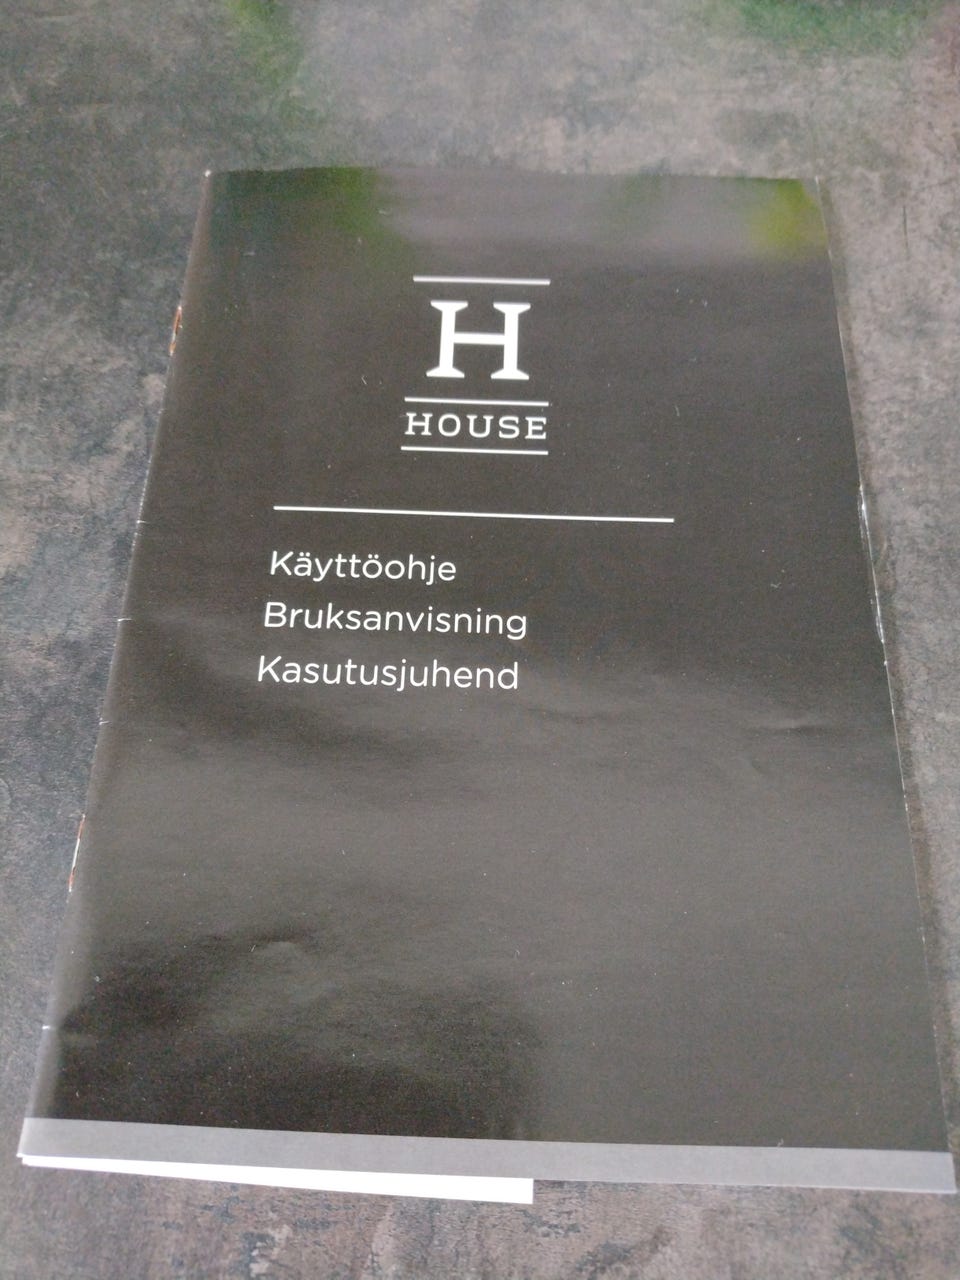 H
HOUSE
Käyttöohje
Bruksanvisning
Kasutusjuhend